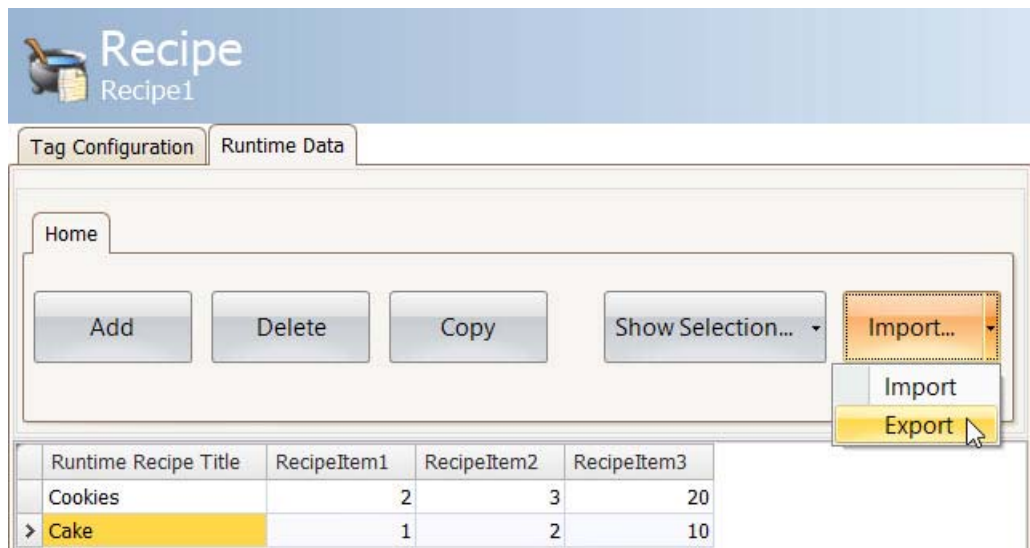 Recipe
Recipe1
Tag Configuration Runtime Data
Home
Add Delete Copy Show Selection... Import...
Import
Export
Runtime Recipe Title RecipeItem1 RecipeItem2 RecipeItem3
Cookies 2 3 20
> Cake 1 2 10